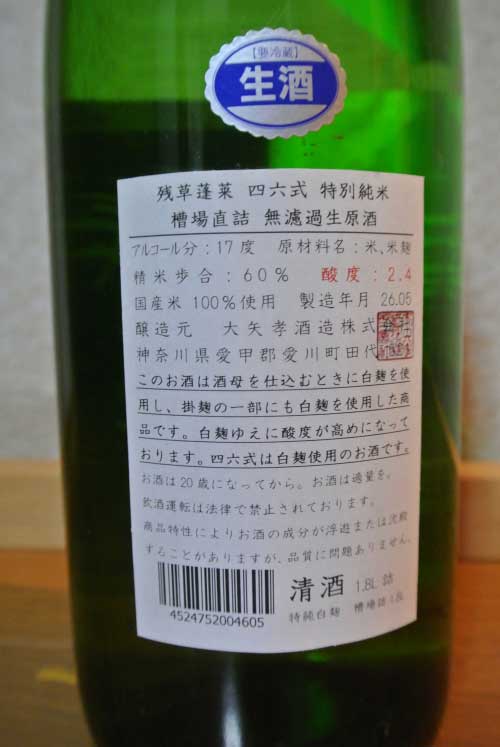 【要冷蔵】
生酒
残草蓬莱 四六式 特別純米
槽場直詰 無濾過生原酒
アルコール分：17度 原材料名：米、米麹
精米歩合：60% 酸度：2.4
国産米 100%使用 製造年月 26.05
醸造元 大矢孝酒造株式会社
神奈川県愛甲郡愛川町田代
このお酒は酒母を仕込むときに白麹を使
用し、掛麹の一部にも白麹を使用した商
品です。白麹ゆえに酸度が高めになって
おります。四六式は白麹使用のお酒です。
お酒は20歳になってから。お酒は適量を。
飲酒運転は法律で禁止されております。
商品特性によりお酒の成分が浮遊または沈殿
することがありますが、品質に問題ありません。
4524752004605
清酒 1.8L 詰
特純白麹 槽場詰1.8L